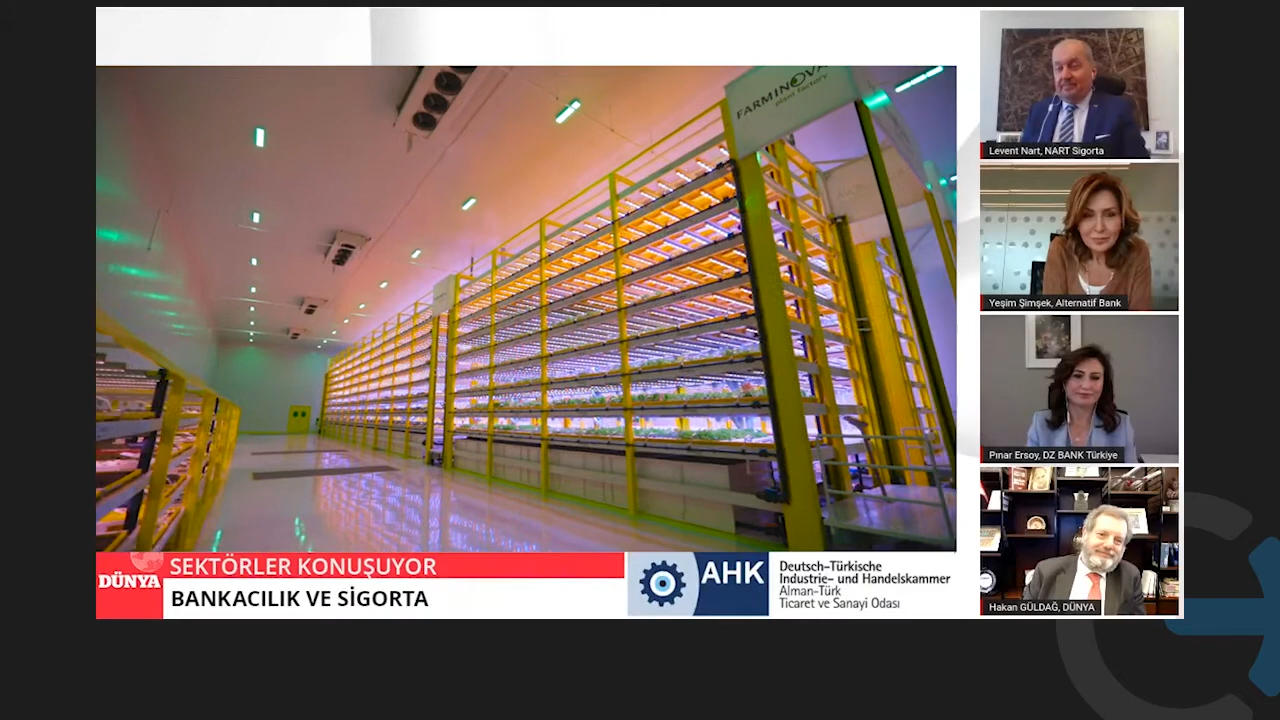 FARMINOVA
plant factory
Levent Nart, NART Sigorta
Yeşim Şimşek, Alternatif Bank
Pınar Ersoy, DZ BANK Türkiye
Hakan GÜLDAĞ, DÜNYA
DÜNYA
SEKTÖRLER KONUŞUYOR
BANKACILIK VE SİGORTA
AHK
Deutsch-Türkische
Industrie- und Handelskammer
Alman-Türk
Ticaret ve Sanayi Odası